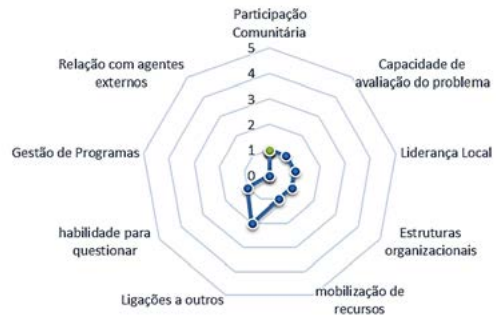 Participação
Comunitária
Capacidade de
avaliação do problema
Liderança Local
Estruturas
organizacionais
mobilização de
recursos
Ligações a outros
habilidade para
questionar
Gestão de Programas
Relação com agentes
externos
5
4
3
2
1
0